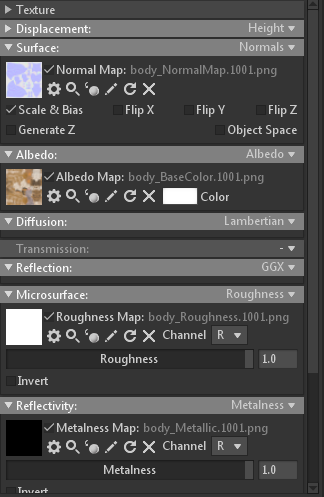 Texture
Displacement: Height
Surface: Normals
Normal Map: body_NormalMap.1001.png
Scale & Bias Flip X Flip Y Flip Z
Generate Z Object Space
Albedo: Albedo
Albedo Map: body_BaseColor.1001.png
Color
Diffusion: Lambertian
Transmission: -
Reflection: GGX
Microsurface: Roughness
Roughness Map: body_Roughness.1001.png
Channel R
Roughness 1.0
Invert
Reflectivity: Metalness
Metalness Map: body_Metallic.1001.png
Channel R
Metalness 1.0
Invert